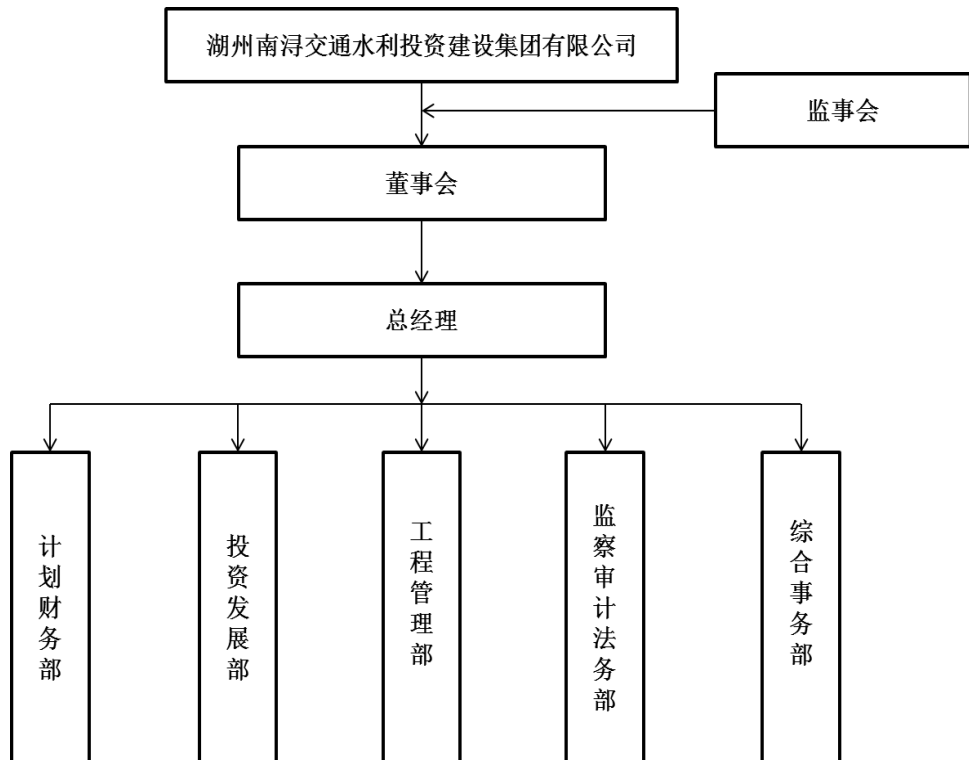 湖州南浔交通水利投资建设集团有限公司
监事会
董事会
总经理
计划财务部
投资发展部
工程管理部
监察审计法务部
综合事务部